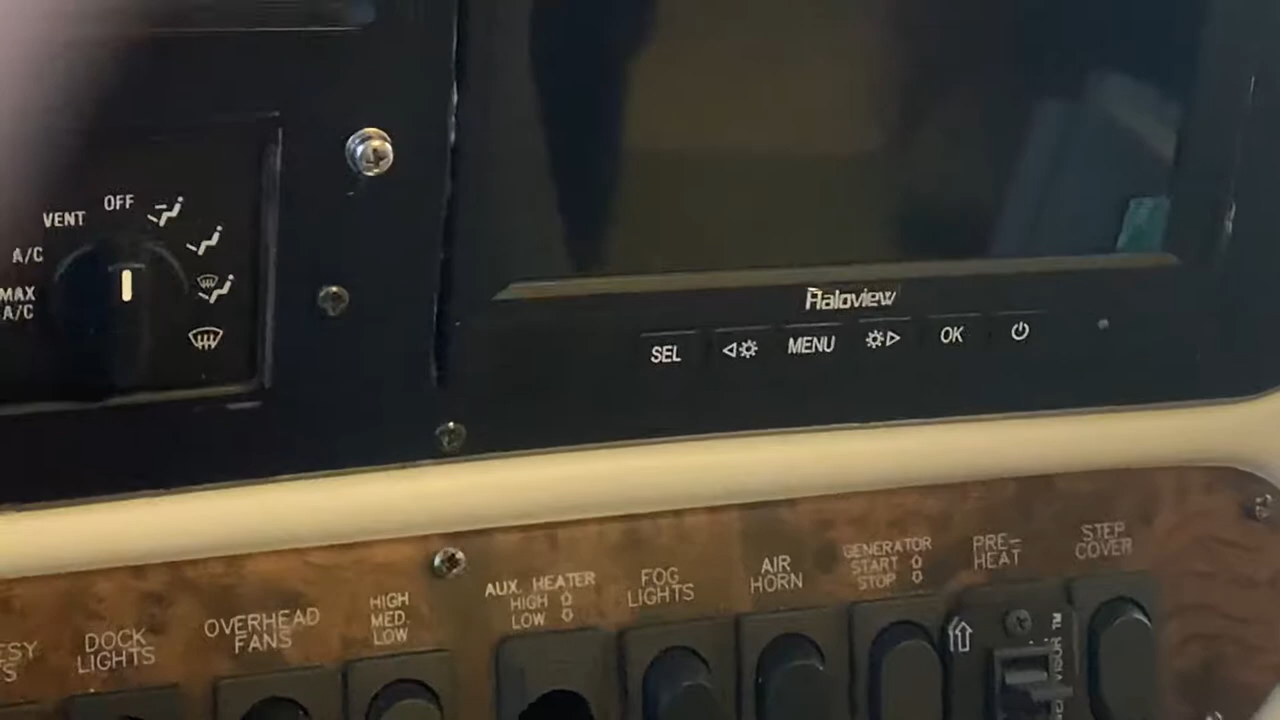 OFF
VENT
A/C
MAX
A/C
Haloview
SEL
MENU
OK
STEP
COVER
PRE-
HEAT
GENERATOR
START
STOP
AIR
HORN
FOG
LIGHTS
AUX. HEATER
HIGH
LOW
HIGH
MED.
LOW
OVERHEAD
FANS
DOCK
LIGHTS